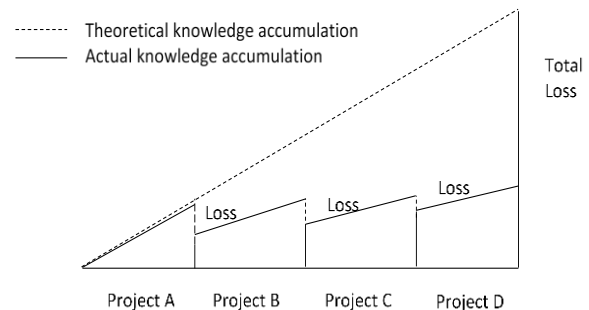 Theoretical knowledge accumulation
Actual knowledge accumulation
Total
Loss
Loss
Loss
Loss
Project A
Project B
Project C
Project D